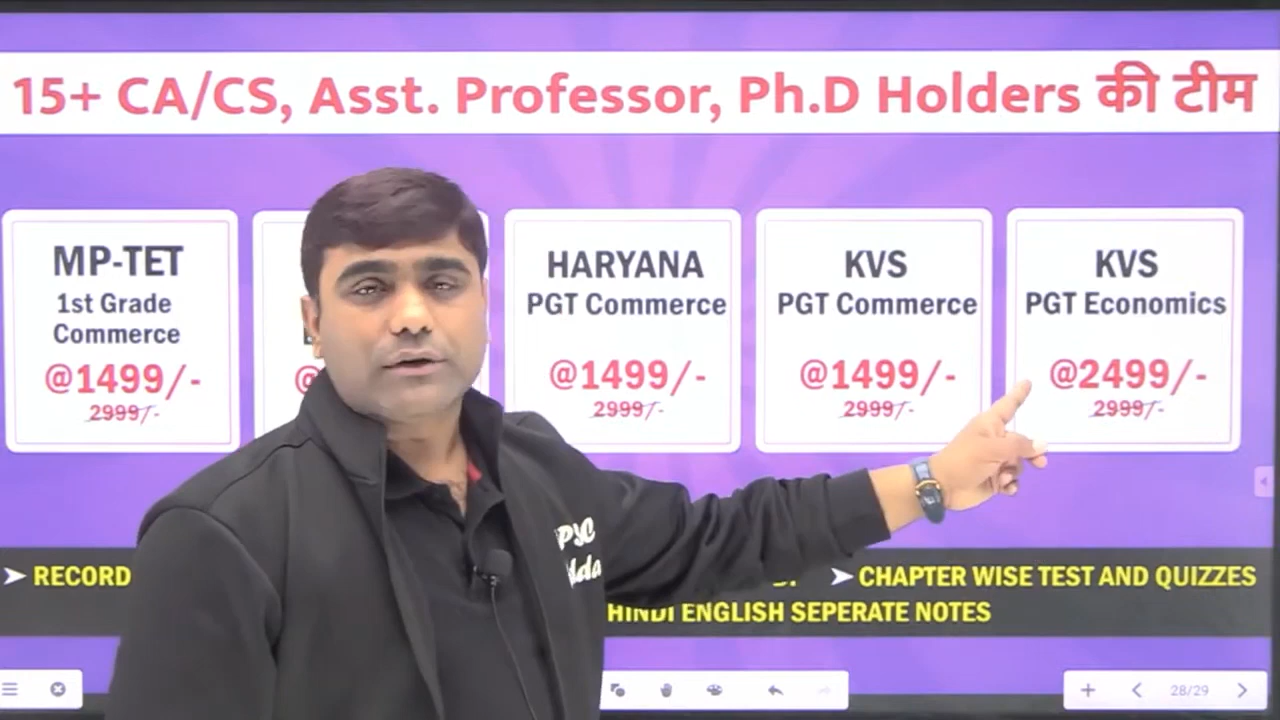 15+ CA/CS, Asst. Professor, Ph.D Holders की टीम
MP-TET
1st Grade
Commerce
@1499/-
2999/-
@
HARYANA
PGT Commerce
@1499/-
2999/-
KVS
PGT Commerce
@1499/-
2999/-
KVS
PGT Economics
@2499/-
2999/-
➤ RECORD
➤ CHAPTER WISE TEST AND QUIZZES
HINDI ENGLISH SEPERATE NOTES
28/29